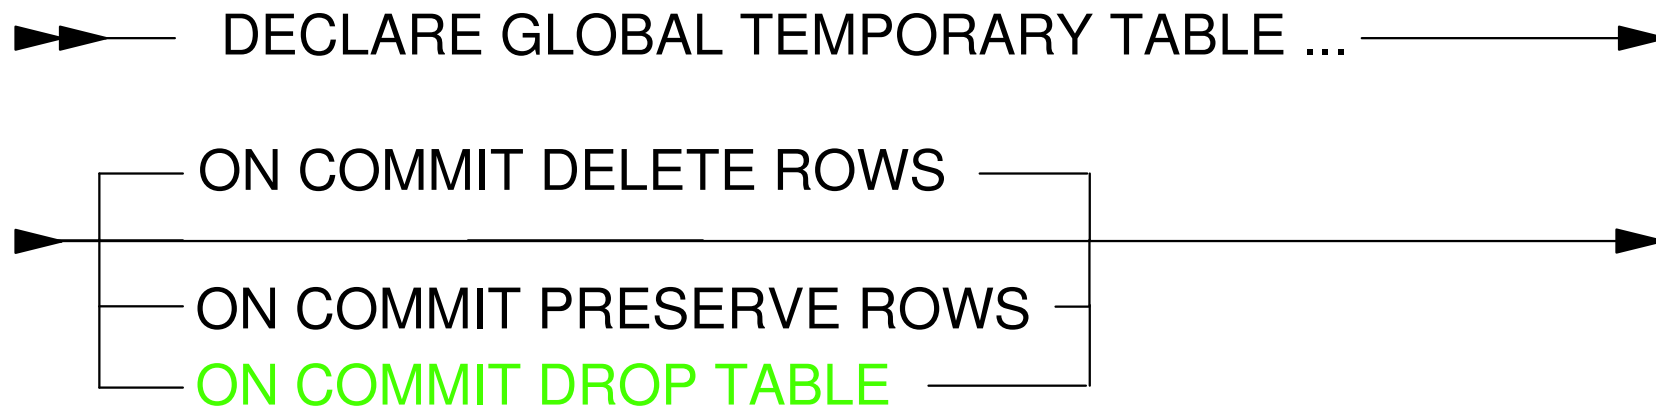 DECLARE GLOBAL TEMPORARY TABLE ...
ON COMMIT DELETE ROWS
ON COMMIT PRESERVE ROWS
ON COMMIT DROP TABLE